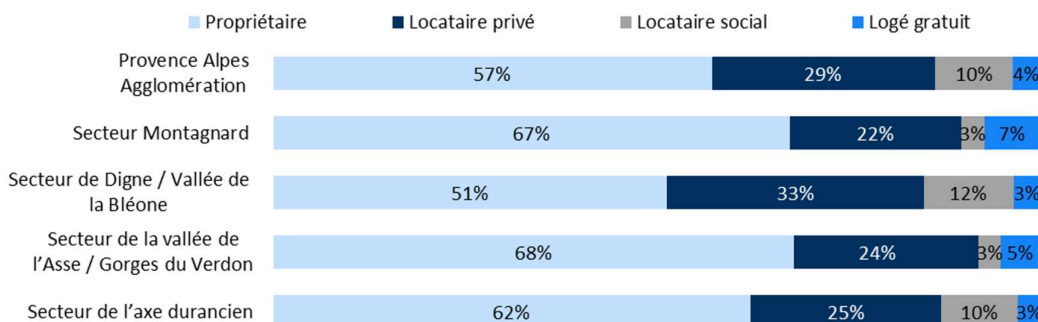 Propriétaire Locataire privé Locataire social Logé gratuit
Provence Alpes
Agglomération
57% 29% 10% 4%
Secteur Montagnard
67% 22% 3% 7%
Secteur de Digne / Vallée de
la Bléone
51% 33% 12% 3%
Secteur de la vallée de
l’Asse / Gorges du Verdon
68% 24% 3% 5%
Secteur de l’axe durancien
62% 25% 10% 3%